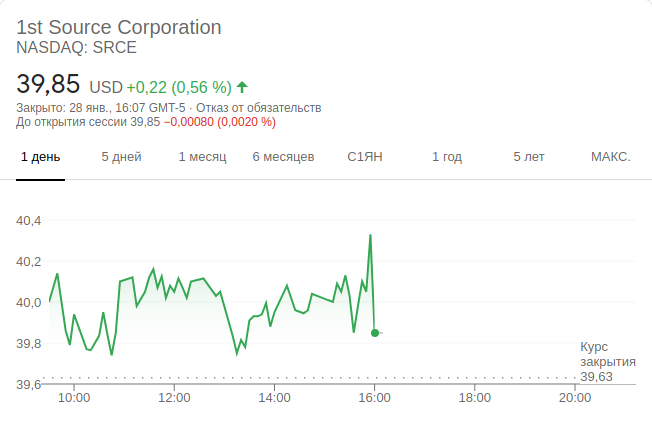 1st Source Corporation
NASDAQ: SRCE
39,85 USD +0,22 (0,56 %)
Закрыто: 28 янв., 16:07 GMT-5 · Отказ от обязательств
До открытия сессии 39,85 −0,00080 (0,0020 %)
1 день 5 дней 1 месяц 6 месяцев С1ЯН 1 год 5 лет МАКС.
40,4
40,2
40,0
39,8
39,6
Курс
закрытия
39,63
10:00 12:00 14:00 16:00 18:00 20:00